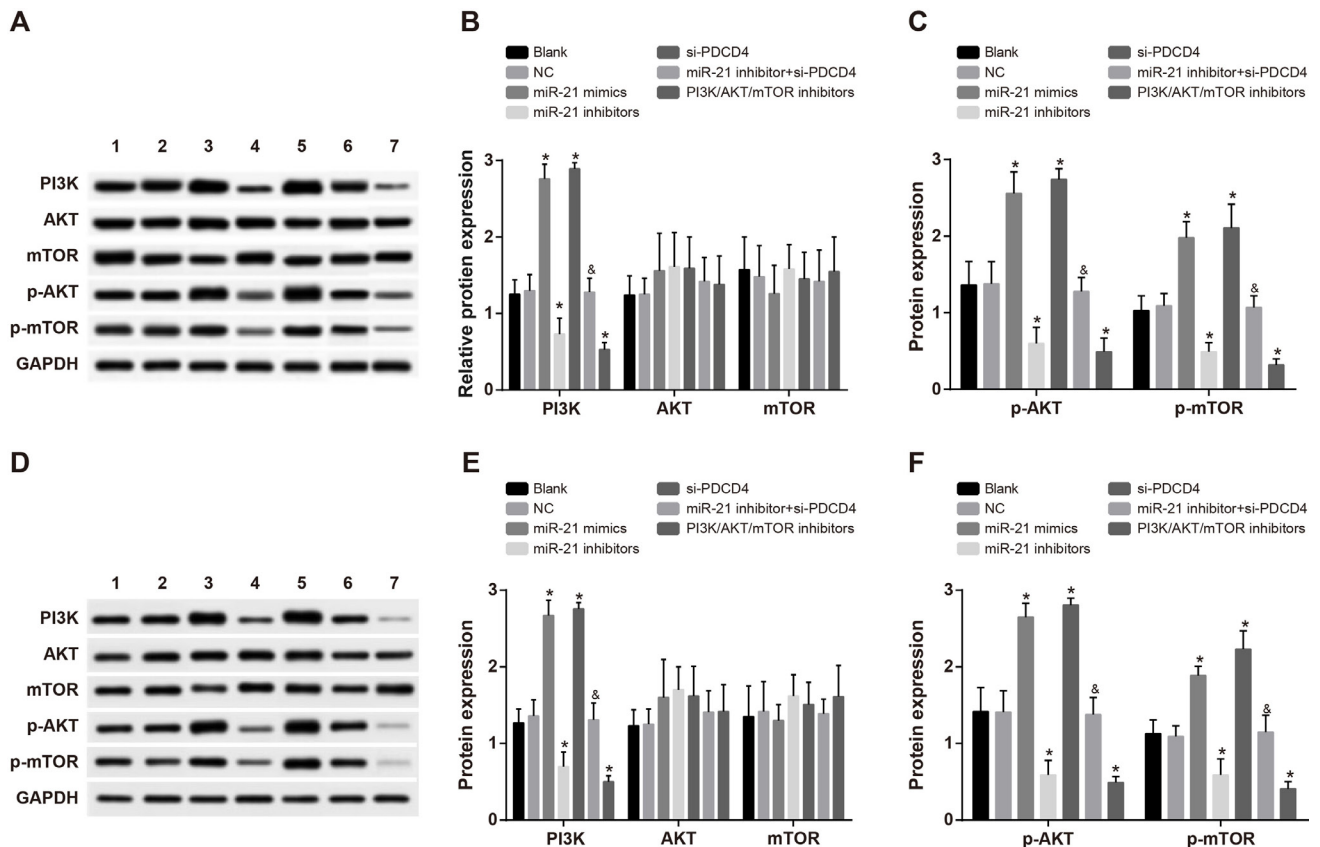 A
1 2 3 4 5 6 7
PI3K
AKT
mTOR
p-AKT
p-mTOR
GAPDH
B
Blank
NC
miR-21 mimics
miR-21 inhibitors
si-PDCD4
miR-21 inhibitor+si-PDCD4
PI3K/AKT/mTOR inhibitors
Relative protien expression
3
2
1
0
* * * & *
PI3K AKT mTOR
C
Blank
NC
miR-21 mimics
miR-21 inhibitors
si-PDCD4
miR-21 inhibitor+si-PDCD4
PI3K/AKT/mTOR inhibitors
Protein expression
3
2
1
0
* * * & * * * * & *
p-AKT p-mTOR
D
1 2 3 4 5 6 7
PI3K
AKT
mTOR
p-AKT
p-mTOR
GAPDH
E
Blank
NC
miR-21 mimics
miR-21 inhibitors
si-PDCD4
miR-21 inhibitor+si-PDCD4
PI3K/AKT/mTOR inhibitors
Protein expression
3
2
1
0
* * * & *
PI3K AKT mTOR
F
Blank
NC
miR-21 mimics
miR-21 inhibitors
si-PDCD4
miR-21 inhibitor+si-PDCD4
PI3K/AKT/mTOR inhibitors
Protein expression
3
2
1
0
* * * & * * * * & *
p-AKT p-mTOR